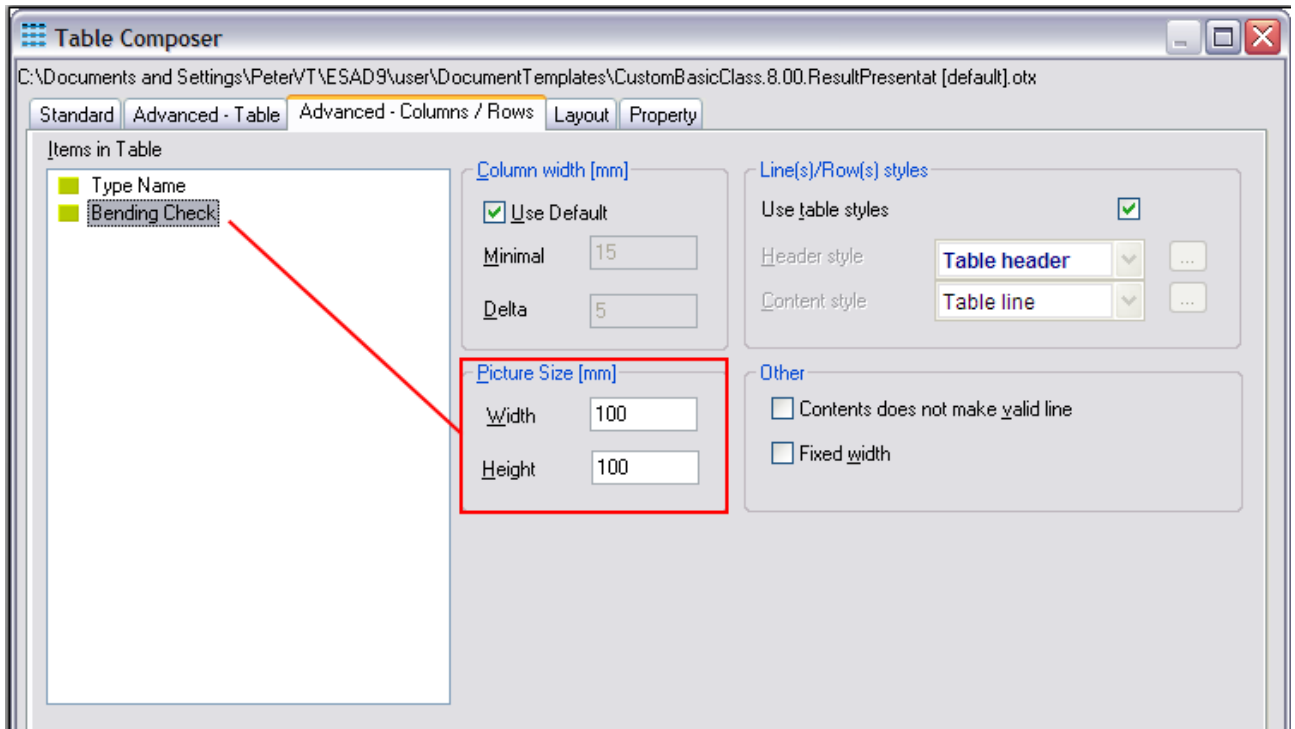 Table Composer
C:\Documents and Settings\PeterVT\ESAD9\user\DocumentTemplates\CustomBasicClass.8.00.ResultPresentat [default].otx
Standard Advanced - Table Advanced - Columns / Rows Layout Property
Items in Table
Type Name
Bending Check
Column width [mm]
Use Default
Minimal 15
Delta 5
Picture Size [mm]
Width 100
Height 100
Line(s)/Row(s) styles
Use table styles
Header style Table header ...
Content style Table line ...
Other
Contents does not make valid line
Fixed width